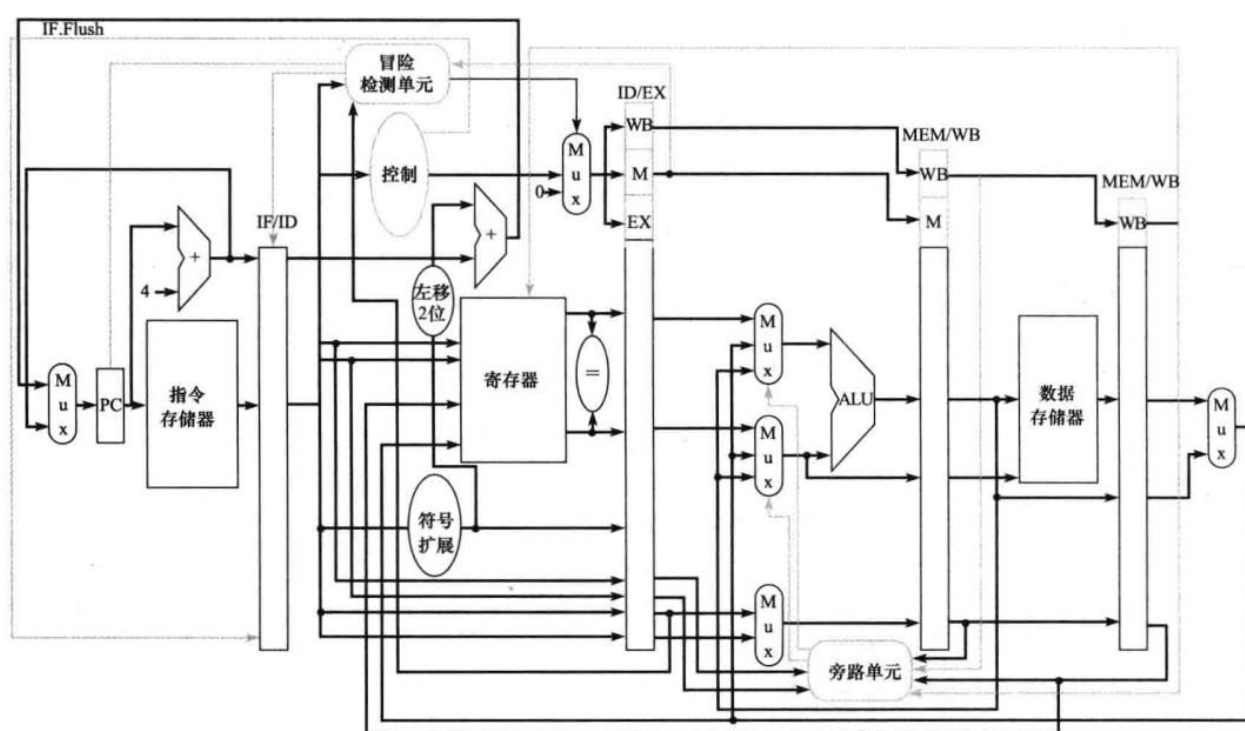 IF.Flush
冒险
检测单元
ID/EX
WB
M
u
x
MEM/WB
控制
0
M
WB
MEM/WB
EX
M
WB
IF/ID
+
+
4
左移
2位
M
u
x
PC
指令
存储器
寄存器
=
M
u
x
ALU
M
u
x
数据
存储器
M
u
x
符号
扩展
M
u
x
旁路单元